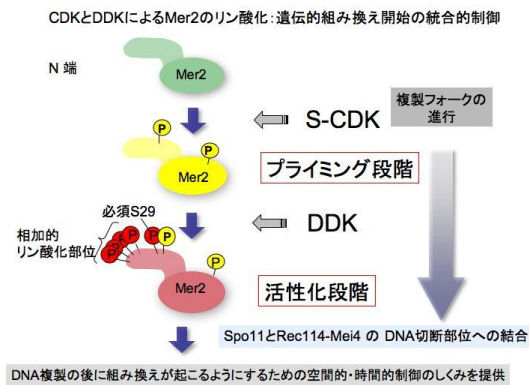 CDKとDDKによるMer2のリン酸化:遺伝的組み換え開始の統合的制御
N 端
Mer2
S-CDK
複製フォークの
進行
P
P
Mer2
プライミング段階
必須S29
DDK
相加的
リン酸化部位
P
P
P
P
P
P
P
Mer2
活性化段階
Spo11とRec114-Mei4 の DNA切断部位への結合
DNA複製の後に組み換えが起こるようにするための空間的・時間的制御のしくみを提供